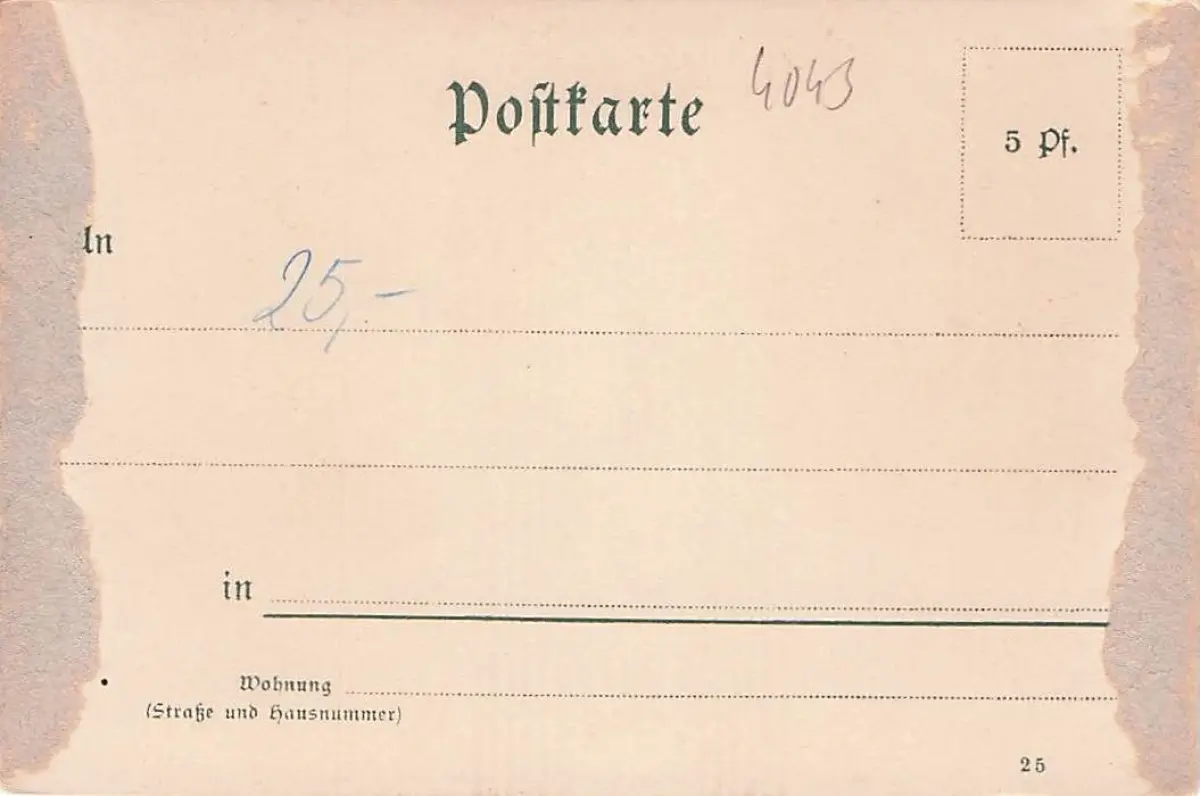 Postkarte
4043
5 Pf.
An
25,-
in
Wohnung
(Straße und Hausnummer)
25